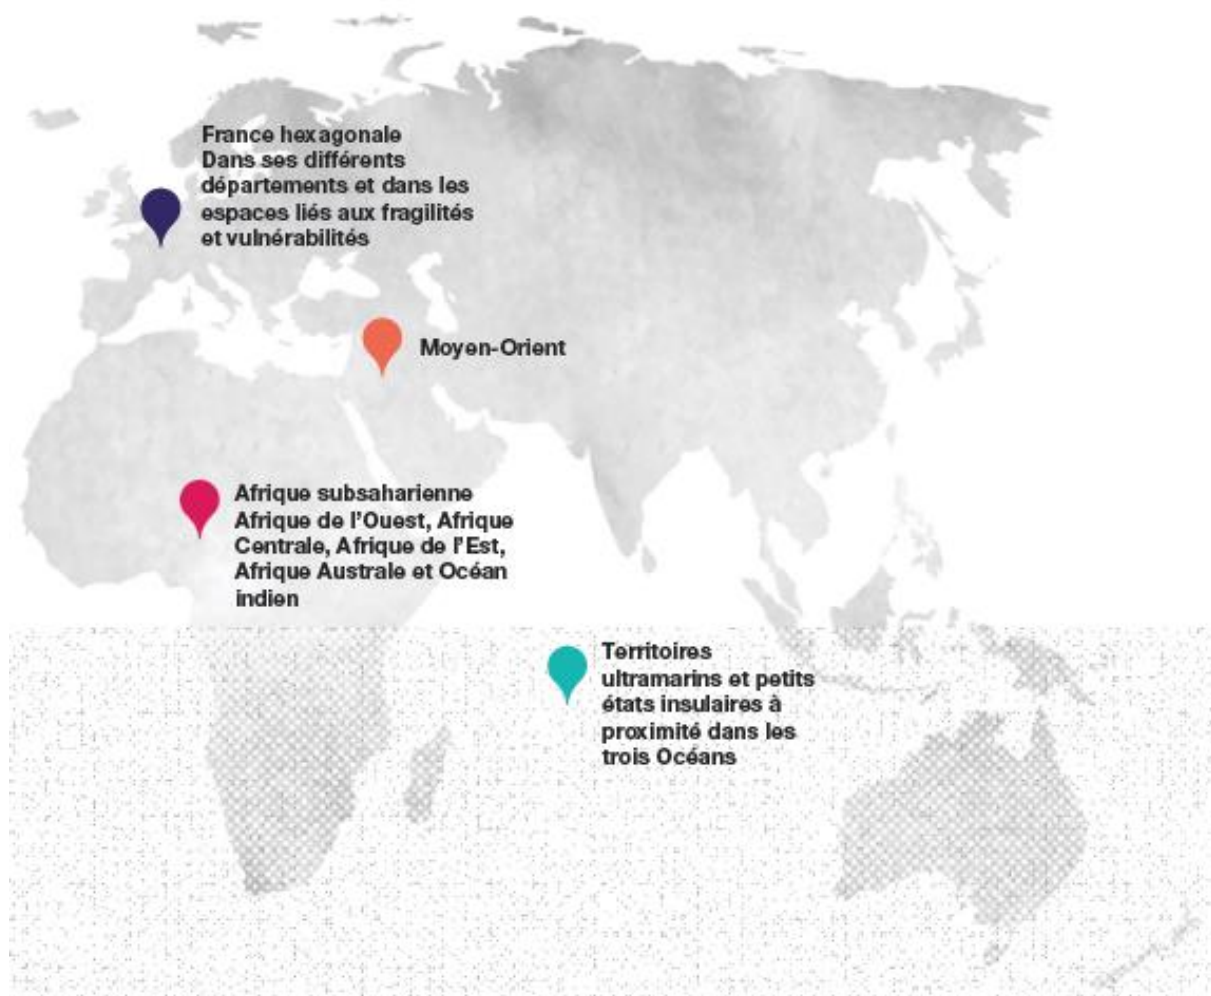 France hexagonale
Dans ses différents
départements et dans les
espaces liés aux fragilités
et vulnérabilités
Moyen-Orient
Afrique subsaharienne
Afrique de l’Ouest, Afrique
Centrale, Afrique de l’Est,
Afrique Australe et Océan
indien
Territoires
ultramarins et petits
états insulaires à
proximité dans les
trois Océans